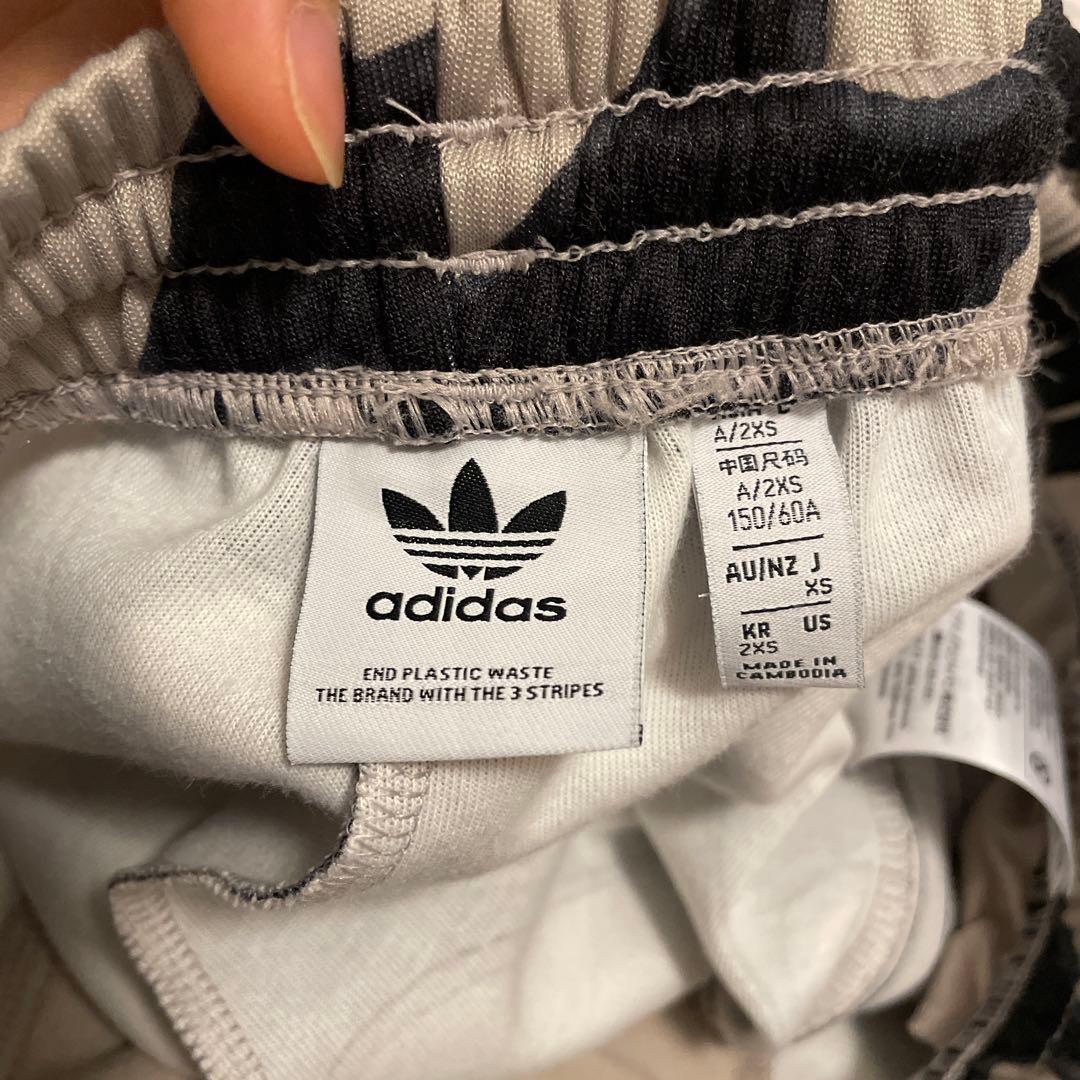 adidas
END PLASTIC WASTE
THE BRAND WITH THE 3 STRIPES
A/2XS
中国尺码
A/2XS
150/60A
AU/NZ J
XS
KR US
2XS
MADE IN
CAMBODIA